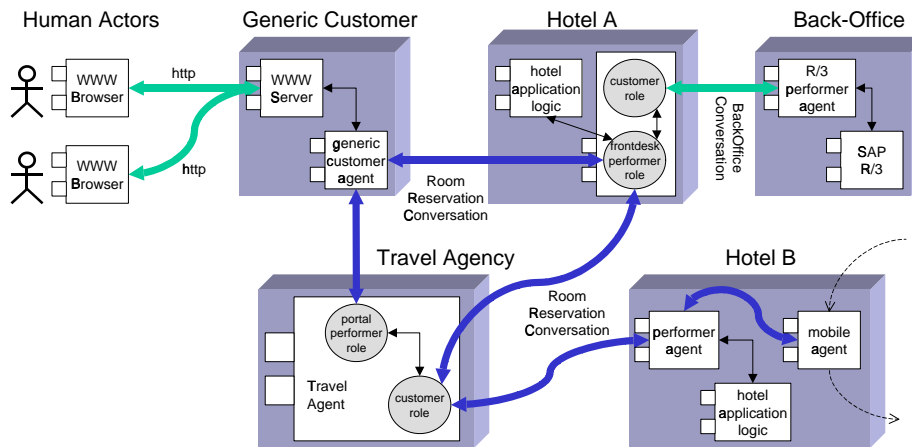 Human Actors
Generic Customer
Hotel A
Back-Office
WWW
Browser
http
WWW
Server
generic
customer
agent
hotel
application
logic
customer
role
frontdesk
performer
role
BackOffice
Conversation
R/3
performer
agent
SAP
R/3
WWW
Browser
http
Room
Reservation
Conversation
Travel Agency
Hotel B
portal
performer
role
Travel
Agent
customer
role
Room
Reservation
Conversation
performer
agent
mobile
agent
hotel
application
logic